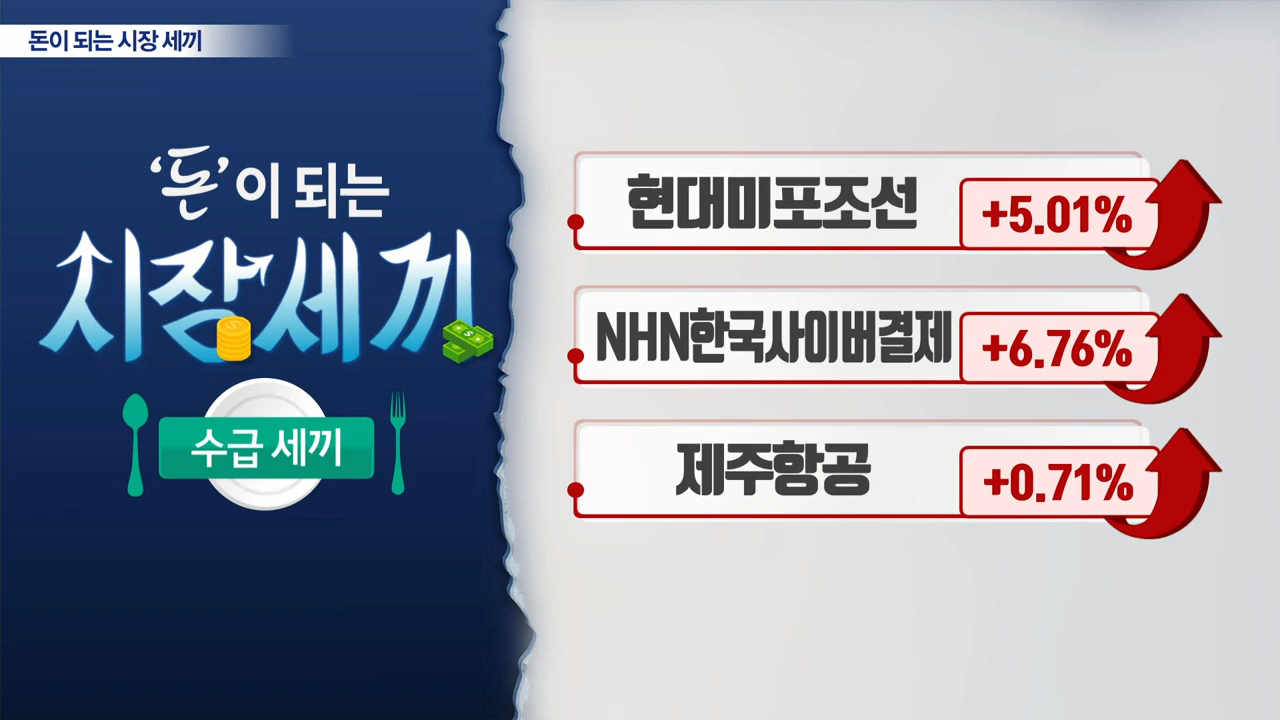 돈이 되는 시장 세끼
‘돈’이 되는
시장세끼
수급 세끼
현대미포조선
+5.01%
NHN한국사이버결제
+6.76%
제주항공
+0.71%